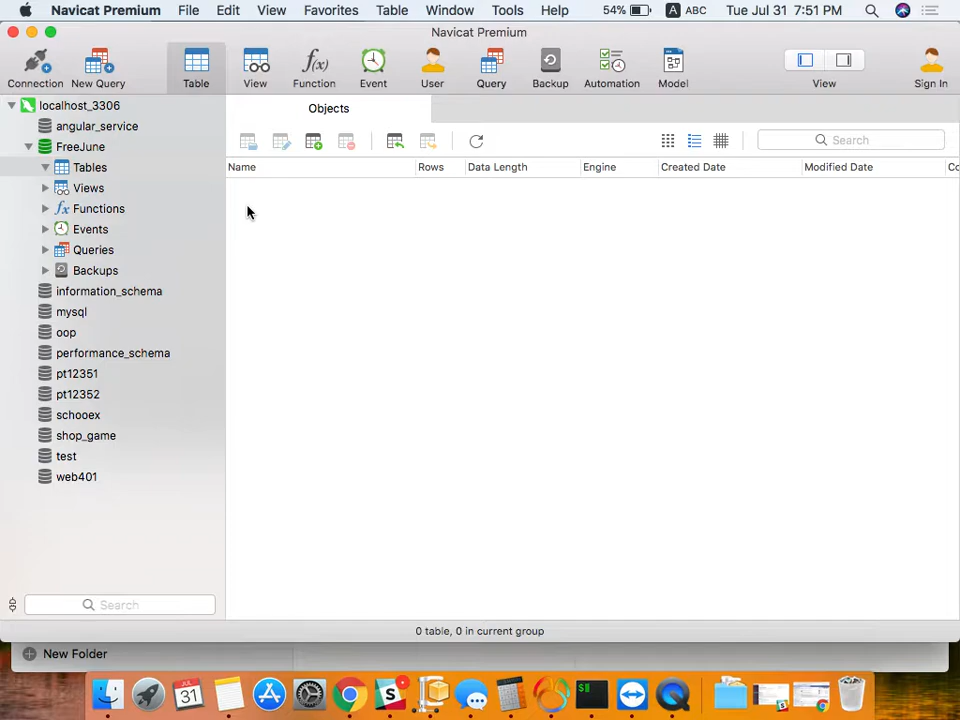 Navicat Premium File Edit View Favorites Table Window Tools Help 54% A ABC Tue Jul 31 7:51 PM
Navicat Premium
Connection New Query Table View Function Event User Query Backup Automation Model View Sign In
f(x)
localhost_3306
Objects
angular_service
FreeJune
Search
Tables
Name Rows Data Length Engine Created Date Modified Date Co
Views
fx Functions
Events
Queries
Backups
information_schema
mysql
oop
performance_schema
pt12351
pt12352
schooex
shop_game
test
web401
Search
0 table, 0 in current group
New Folder
31
S
$